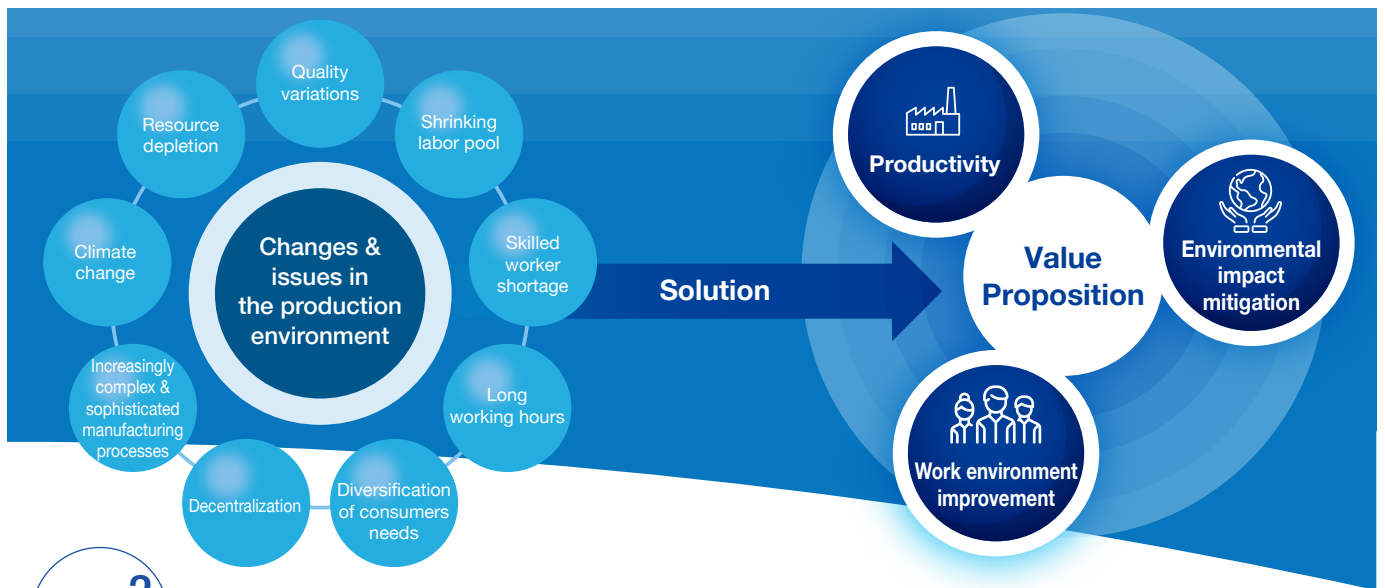 Quality
variations
Shrinking
labor pool
Skilled
worker
shortage
Long
working hours
Diversification
of consumers
needs
Decentralization
Increasingly
complex &
sophisticated
manufacturing
processes
Climate
change
Resource
depletion
Changes &
issues in
the production
environment
Solution
Value
Proposition
Productivity
Environmental
impact
mitigation
Work environment
improvement